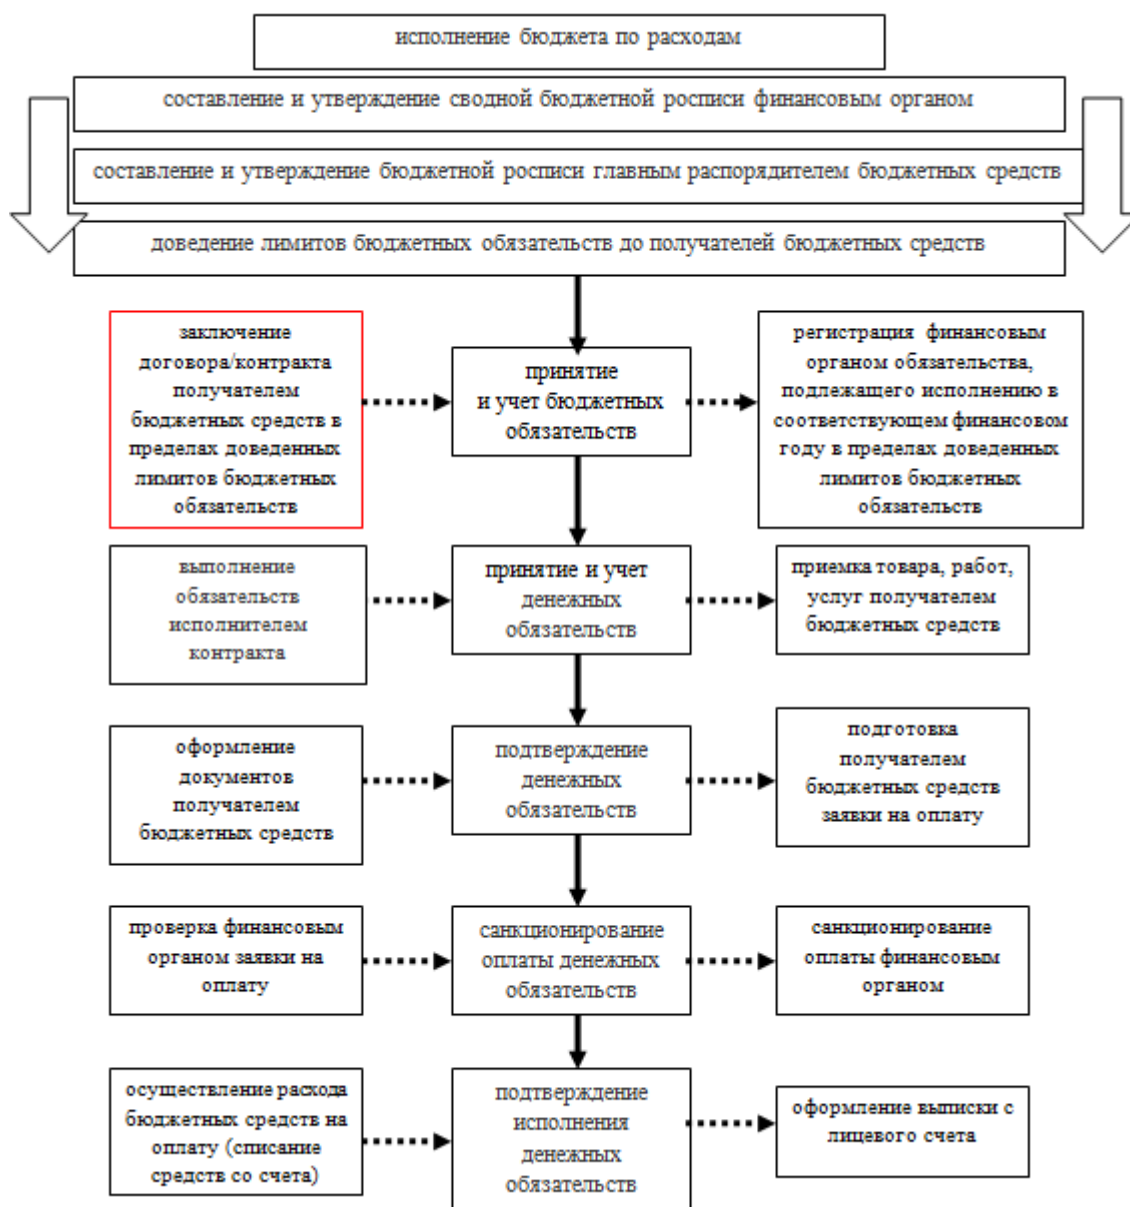 исполнение бюджета по расходам
составление и утверждение сводной бюджетной росписи финансовым органом
составление и утверждение бюджетной росписи главным распорядителем бюджетных средств
доведение лимитов бюджетных обязательств до получателей бюджетных средств
заключение
договора/контракта
получателем
бюджетных средств в
пределах доведенных
лимитов бюджетных
обязательств
принятие
и учет бюджетных
обязательств
регистрация финансовым
органом обязательства,
подлежащего исполнению в
соответствующем финансовом
году в пределах доведенных
лимитов бюджетных
обязательств
выполнение
обязательств
исполнителем
контракта
принятие и учет
денежных
обязательств
приемка товара, работ,
услуг получателем
бюджетных средств
оформление
документов
получателем
бюджетных средств
подтверждение
денежных
обязательств
подготовка
получателем
бюджетных средств
заявки на оплату
проверка финансовым
органом заявки на
оплату
санкционирование
оплаты денежных
обязательств
санкционирование
оплаты финансовым
органом
осуществление расхода
бюджетных средств на
оплату (списание
средств со счета)
подтверждение
исполнения
денежных
обязательств
оформление выписки с
лицевого счета